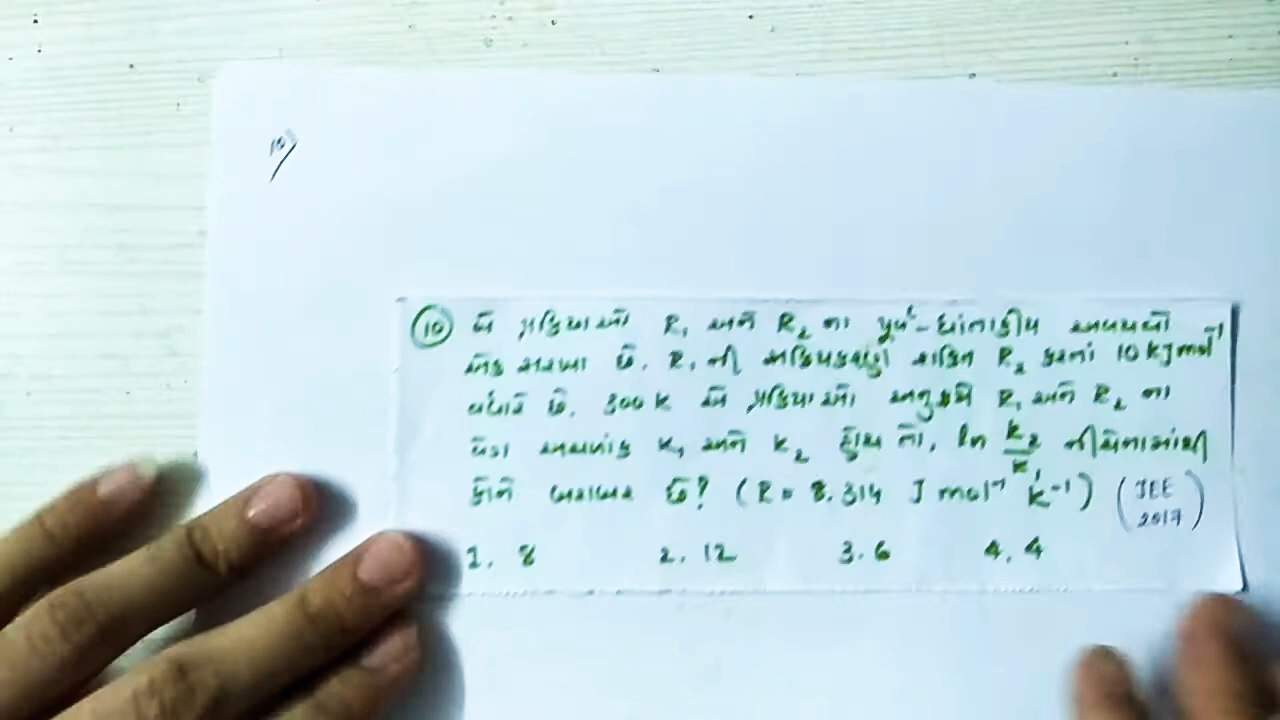 10
(10) બે પ્રક્રિયાઓ R₁ અને R₂ ના પૂર્વ-ઘાતાંકીય અવયવો
એક સરખા છે. R₁ ની સક્રિયકરણ શક્તિ R₂ કરતાં 10 kJ mol⁻¹
વધારે છે. 300 K એ પ્રક્રિયાઓ અનુક્રમે R₁ અને R₂ ના
વેગ અચળાંક k₁ અને k₂ હોય તો, ln k₂/k₁ નીચેનામાંથી
કોને બરાબર છે? (R = 8.314 J mol⁻¹ k⁻¹) (JEE 2017)
1. 8 2. 12 3. 6 4. 4